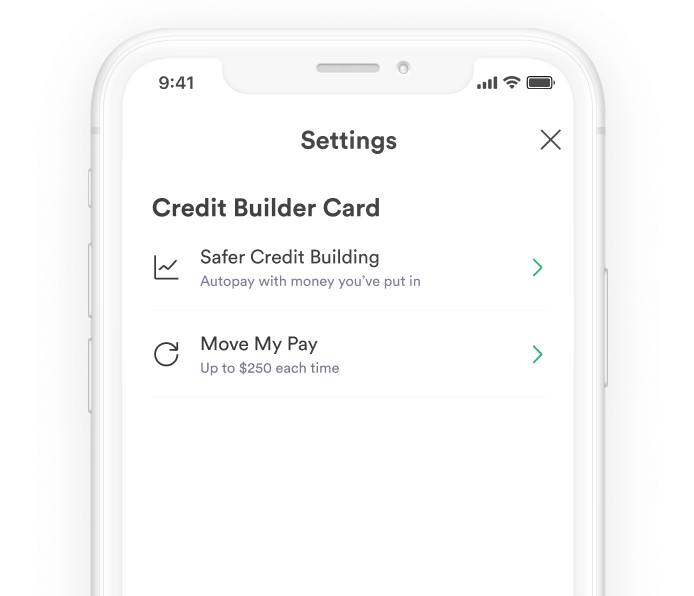 9:41
Settings
Credit Builder Card
Safer Credit Building
Autopay with money you’ve put in
Move My Pay
Up to $250 each time